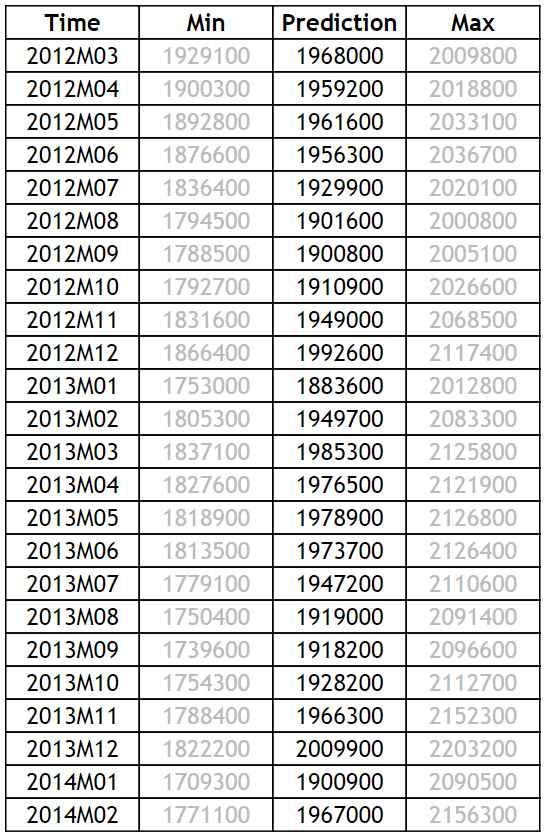 Time Min Prediction Max
2012M03 1929100 1968000 2009800
2012M04 1900300 1959200 2018800
2012M05 1892800 1961600 2033100
2012M06 1876600 1956300 2036700
2012M07 1836400 1929900 2020100
2012M08 1794500 1901600 2000800
2012M09 1788500 1900800 2005100
2012M10 1792700 1910900 2026600
2012M11 1831600 1949000 2068500
2012M12 1866400 1992600 2117400
2013M01 1753000 1883600 2012800
2013M02 1805300 1949700 2083300
2013M03 1837100 1985300 2125800
2013M04 1827600 1976500 2121900
2013M05 1818900 1978900 2126800
2013M06 1813500 1973700 2126400
2013M07 1779100 1947200 2110600
2013M08 1750400 1919000 2091400
2013M09 1739600 1918200 2096600
2013M10 1754300 1928200 2112700
2013M11 1788400 1966300 2152300
2013M12 1822200 2009900 2203200
2014M01 1709300 1900900 2090500
2014M02 1771100 1967000 2156300